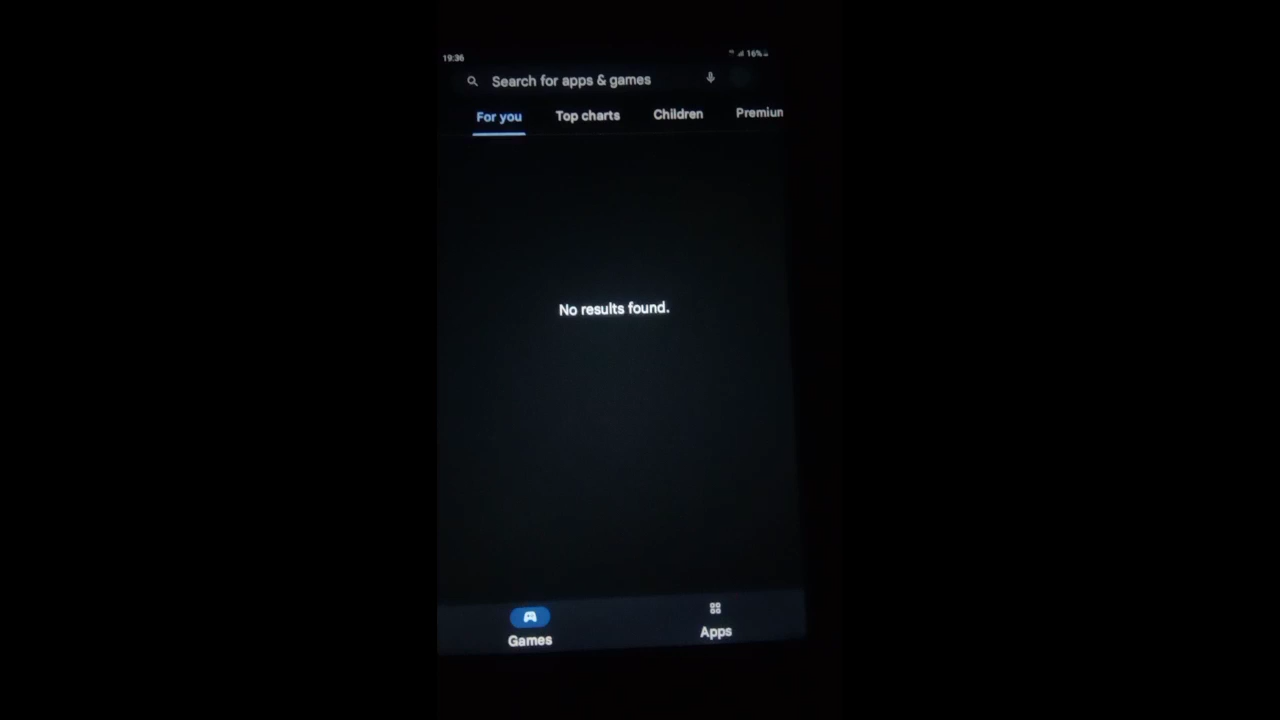 19:36
16%
Search for apps & games
For you
Top charts
Children
Premiun
No results found.
Games
Apps